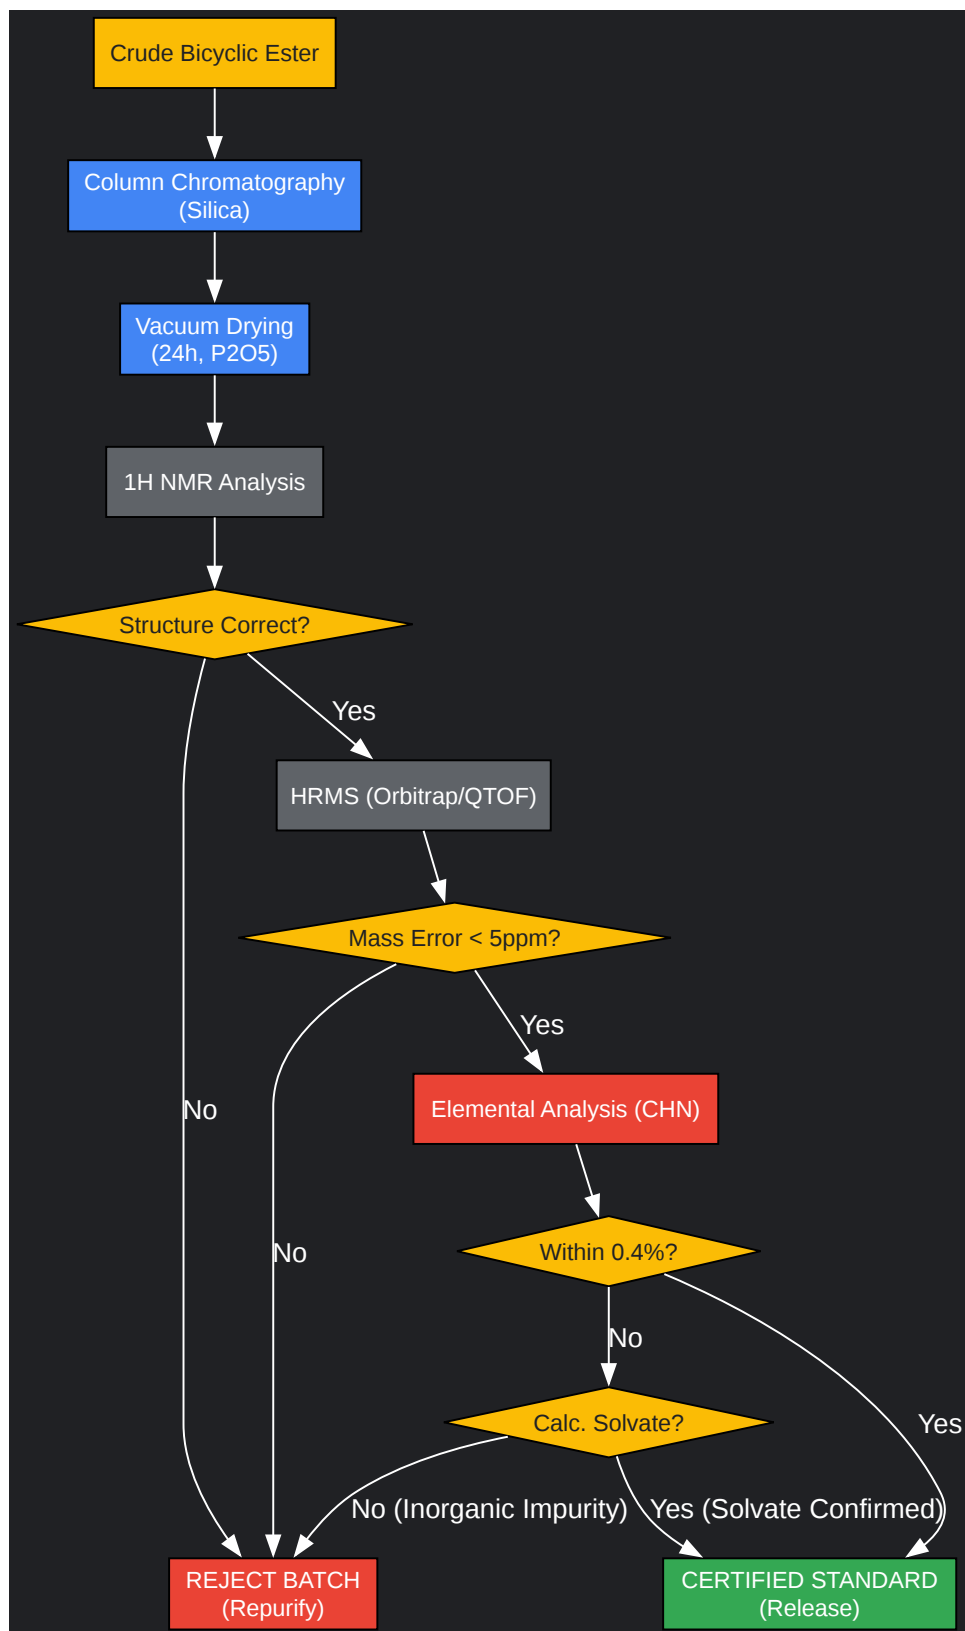 Crude Bicyclic Ester
Column Chromatography
(Silica)
Vacuum Drying
(24h, P2O5)
1H NMR Analysis
Structure Correct?
Yes
HRMS (Orbitrap/QTOF)
Mass Error < 5ppm?
Yes
Elemental Analysis (CHN)
No
Within 0.4%?
No
No
Calc. Solvate?
Yes
No (Inorganic Impurity)
Yes (Solvate Confirmed)
REJECT BATCH
(Repurify)
CERTIFIED STANDARD
(Release)